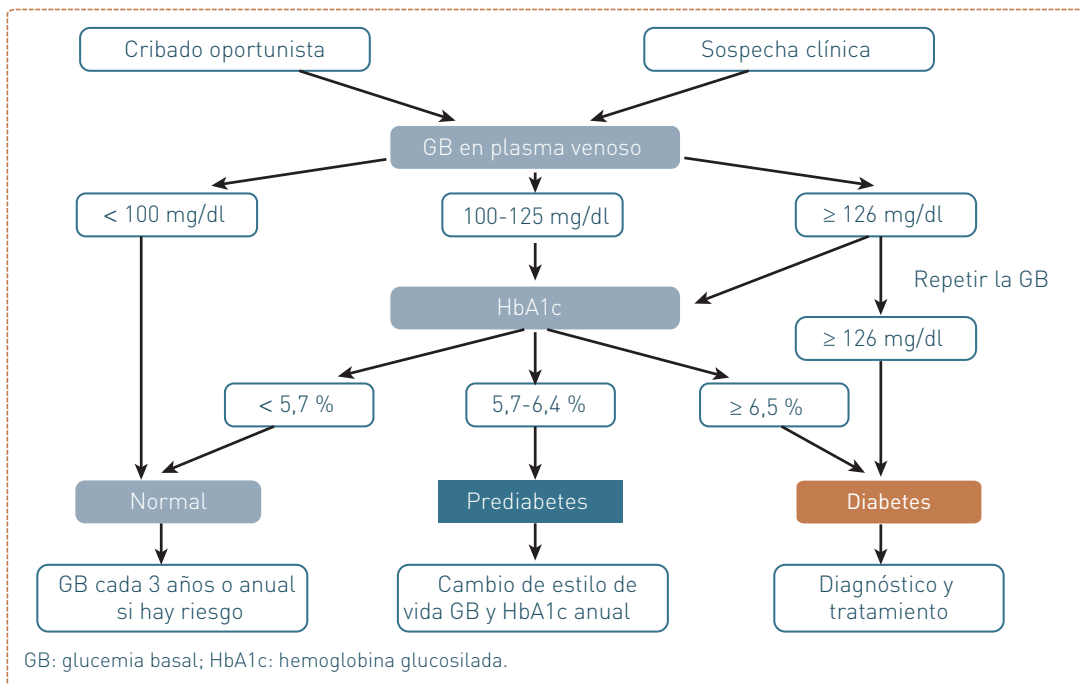 Cribado oportunista
Sospecha clínica
GB en plasma venoso
< 100 mg/dl
100-125 mg/dl
≥ 126 mg/dl
Repetir la GB
HbA1c
≥ 126 mg/dl
< 5,7 %
5,7-6,4 %
≥ 6,5 %
Normal
Prediabetes
Diabetes
GB cada 3 años o anual
si hay riesgo
Cambio de estilo de
vida GB y HbA1c anual
Diagnóstico y
tratamiento
GB: glucemia basal; HbA1c: hemoglobina glucosilada.